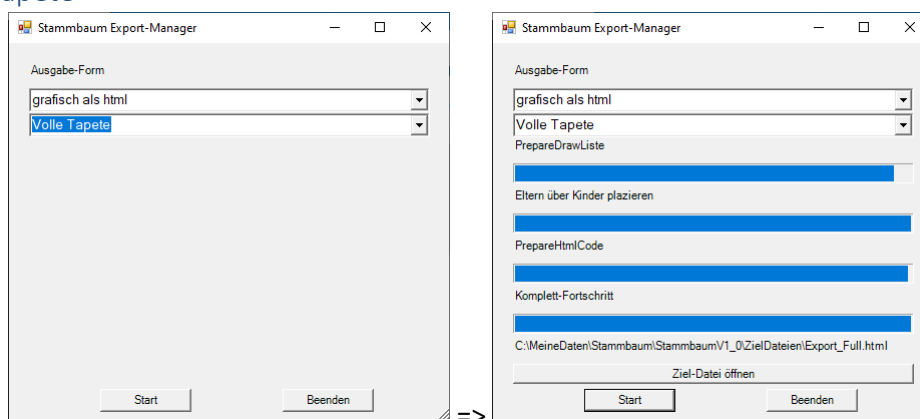 Stammbaum Export-Manager
Ausgabe-Form
grafisch als html
Volle Tapete
Start Beenden
=>
Stammbaum Export-Manager
Ausgabe-Form
grafisch als html
Volle Tapete
PrepareDrawListe
Eltern über Kinder plazieren
PrepareHtmlCode
Komplett-Fortschritt
C:\MeineDaten\Stammbaum\StammbaumV1_0\ZielDateien\Export_Full.html
Ziel-Datei öffnen
Start Beenden